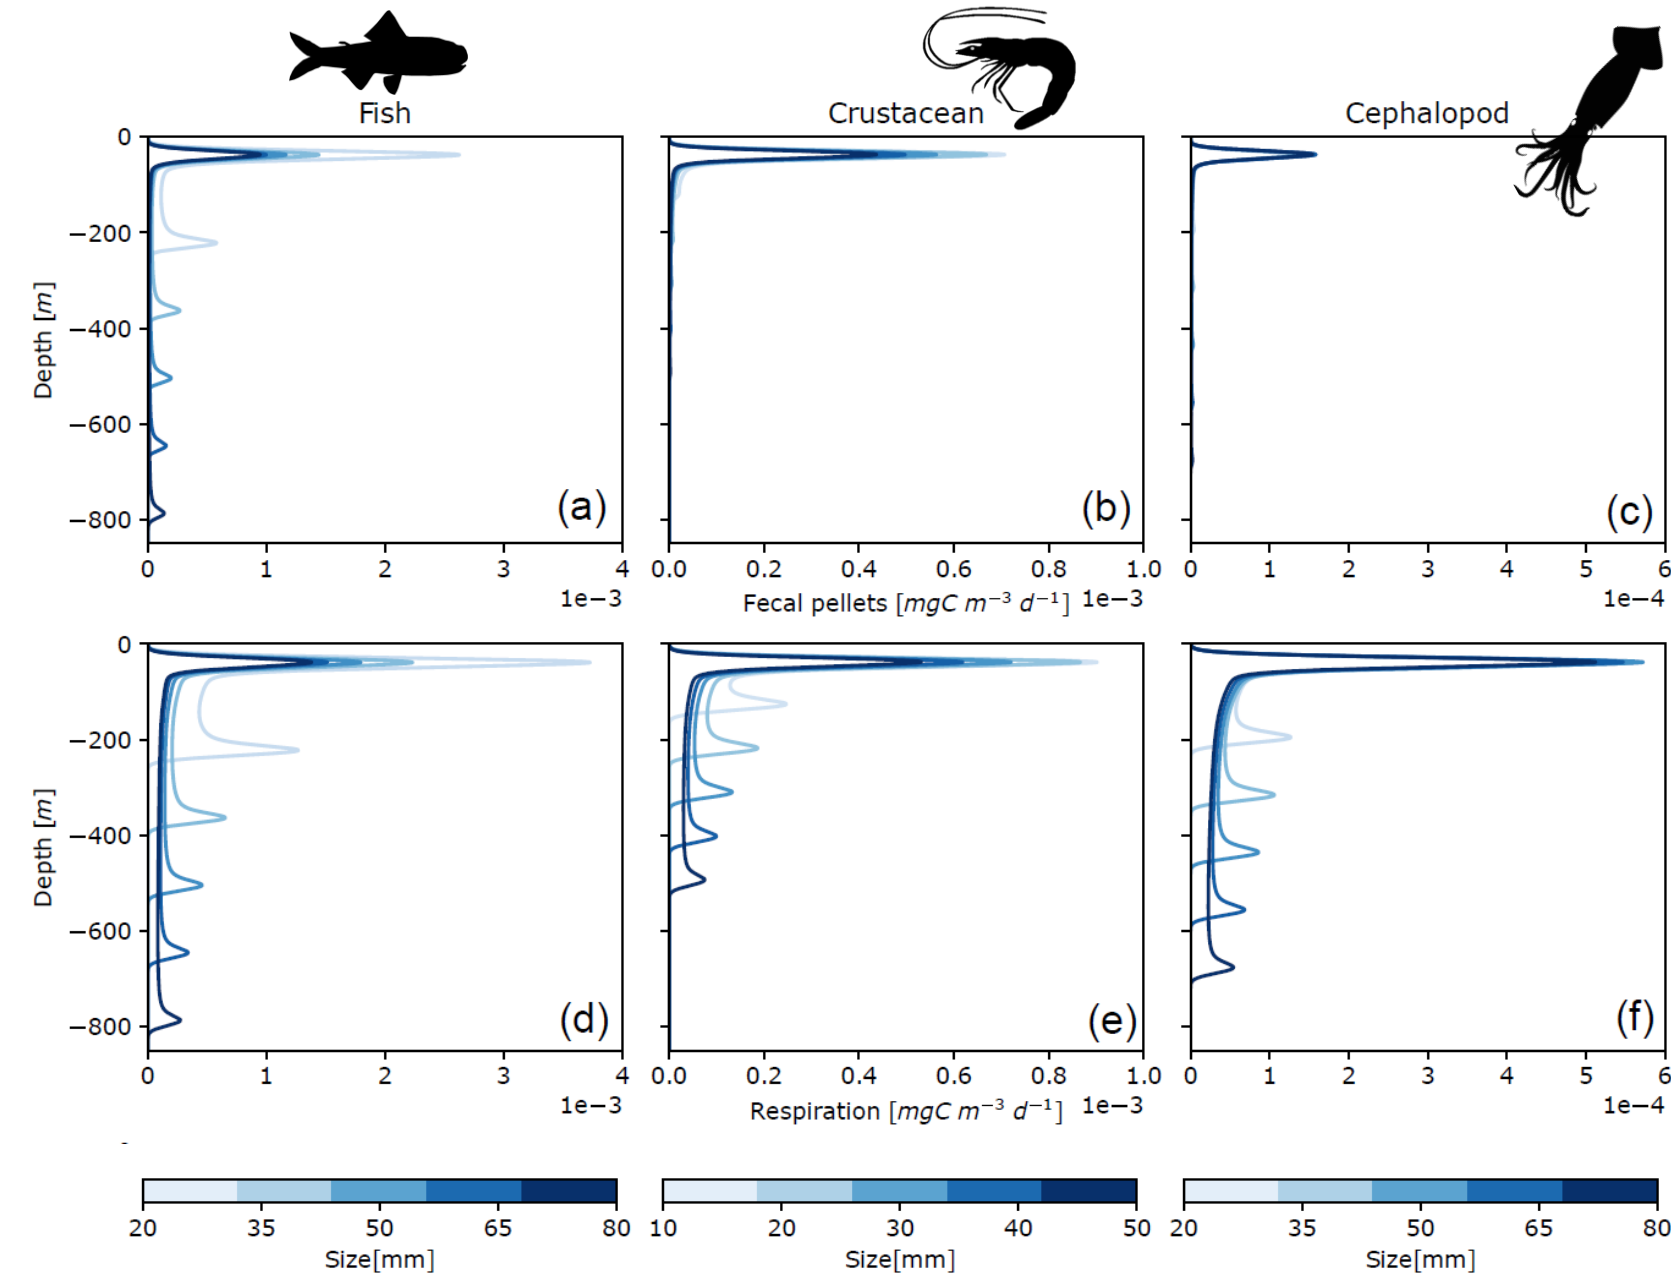 Fish Crustacean Cephalopod
0
−200
−400
−600
−800
Depth [m]
(a) (b) (c)
0 1 2 3 4 0.0 0.2 0.4 0.6 0.8 1.0 0 1 2 3 4 5 6
1e−3 Fecal pellets [mgC m⁻³ d⁻¹] 1e−3 1e−4
0
−200
−400
−600
−800
Depth [m]
(d) (e) (f)
0 1 2 3 4 0.0 0.2 0.4 0.6 0.8 1.0 0 1 2 3 4 5 6
1e−3 Respiration [mgC m⁻³ d⁻¹] 1e−3 1e−4
20 35 50 65 80 10 20 30 40 50 20 35 50 65 80
Size[mm] Size[mm] Size[mm]